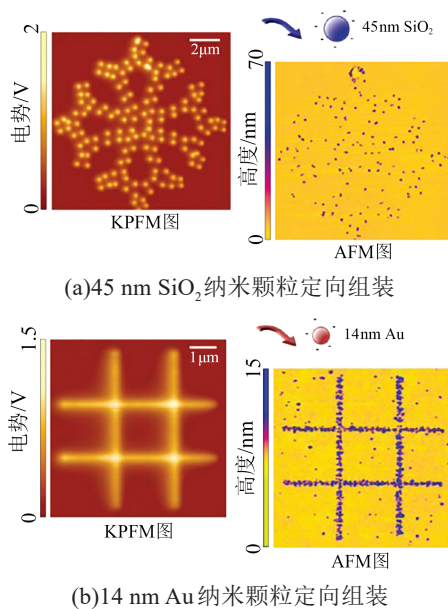 2
2μm
电势/V
0
KPFM图
45nm SiO₂
70
高度/nm
0
AFM图
(a)45 nm SiO₂纳米颗粒定向组装
1.5
1μm
电势/V
0
KPFM图
14nm Au
15
高度/nm
0
AFM图
(b)14 nm Au纳米颗粒定向组装